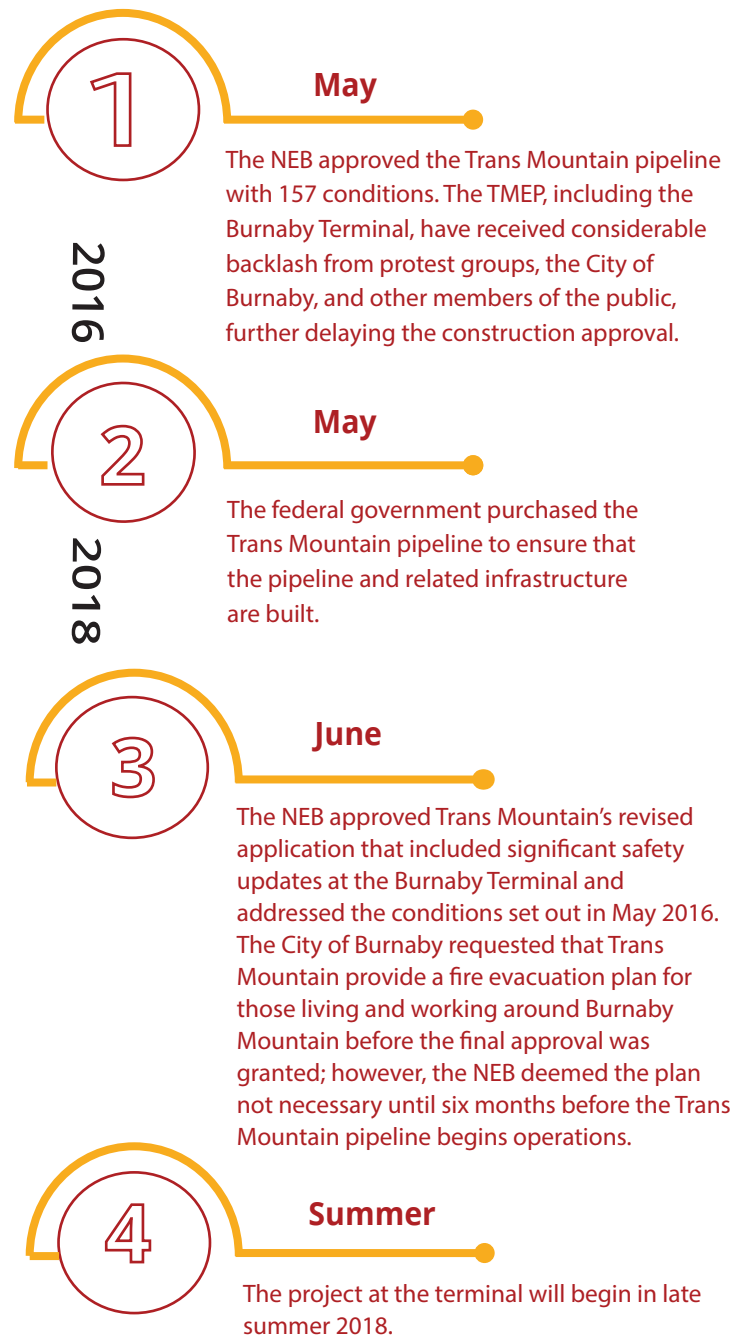 1
May
The NEB approved the Trans Mountain pipeline
with 157 conditions. The TMEP, including the
Burnaby Terminal, have received considerable
backlash from protest groups, the City of
Burnaby, and other members of the public,
further delaying the construction approval.
2016
2
May
The federal government purchased the
Trans Mountain pipeline to ensure that
the pipeline and related infrastructure
are built.
2018
3
June
The NEB approved Trans Mountain’s revised
application that included significant safety
updates at the Burnaby Terminal and
addressed the conditions set out in May 2016.
The City of Burnaby requested that Trans
Mountain provide a fire evacuation plan for
those living and working around Burnaby
Mountain before the final approval was
granted; however, the NEB deemed the plan
not necessary until six months before the Trans
Mountain pipeline begins operations.
4
Summer
The project at the terminal will begin in late
summer 2018.